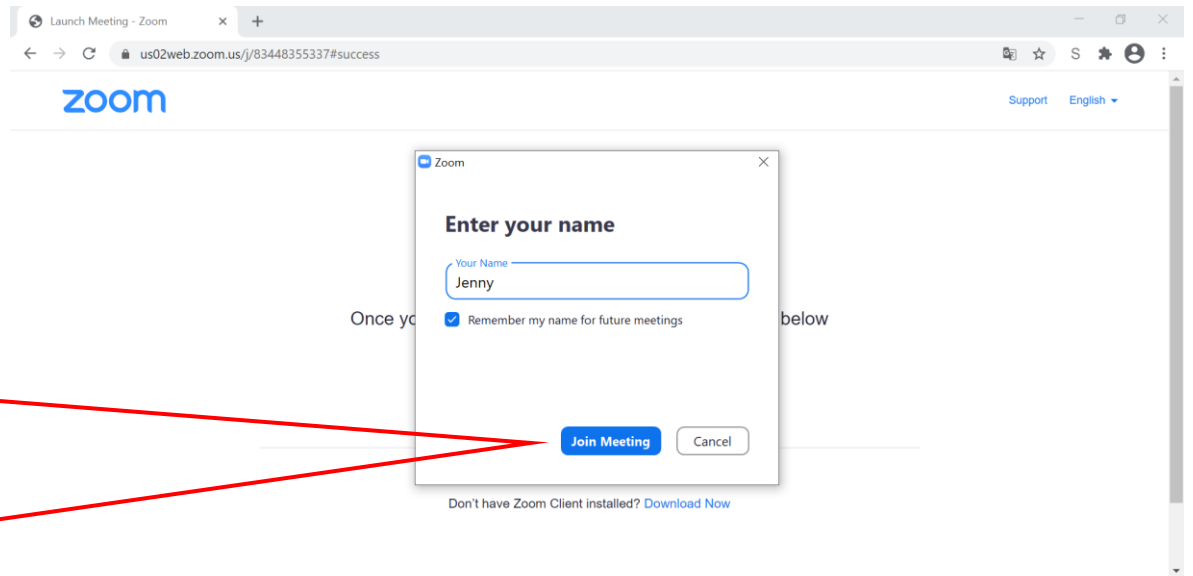 Launch Meeting - Zoom
us02web.zoom.us/j/83448355337#success
S
zoom
Support English
Zoom
Enter your name
Your Name
Jenny
Once yo
below
Remember my name for future meetings
Join Meeting Cancel
Don't have Zoom Client installed? Download Now